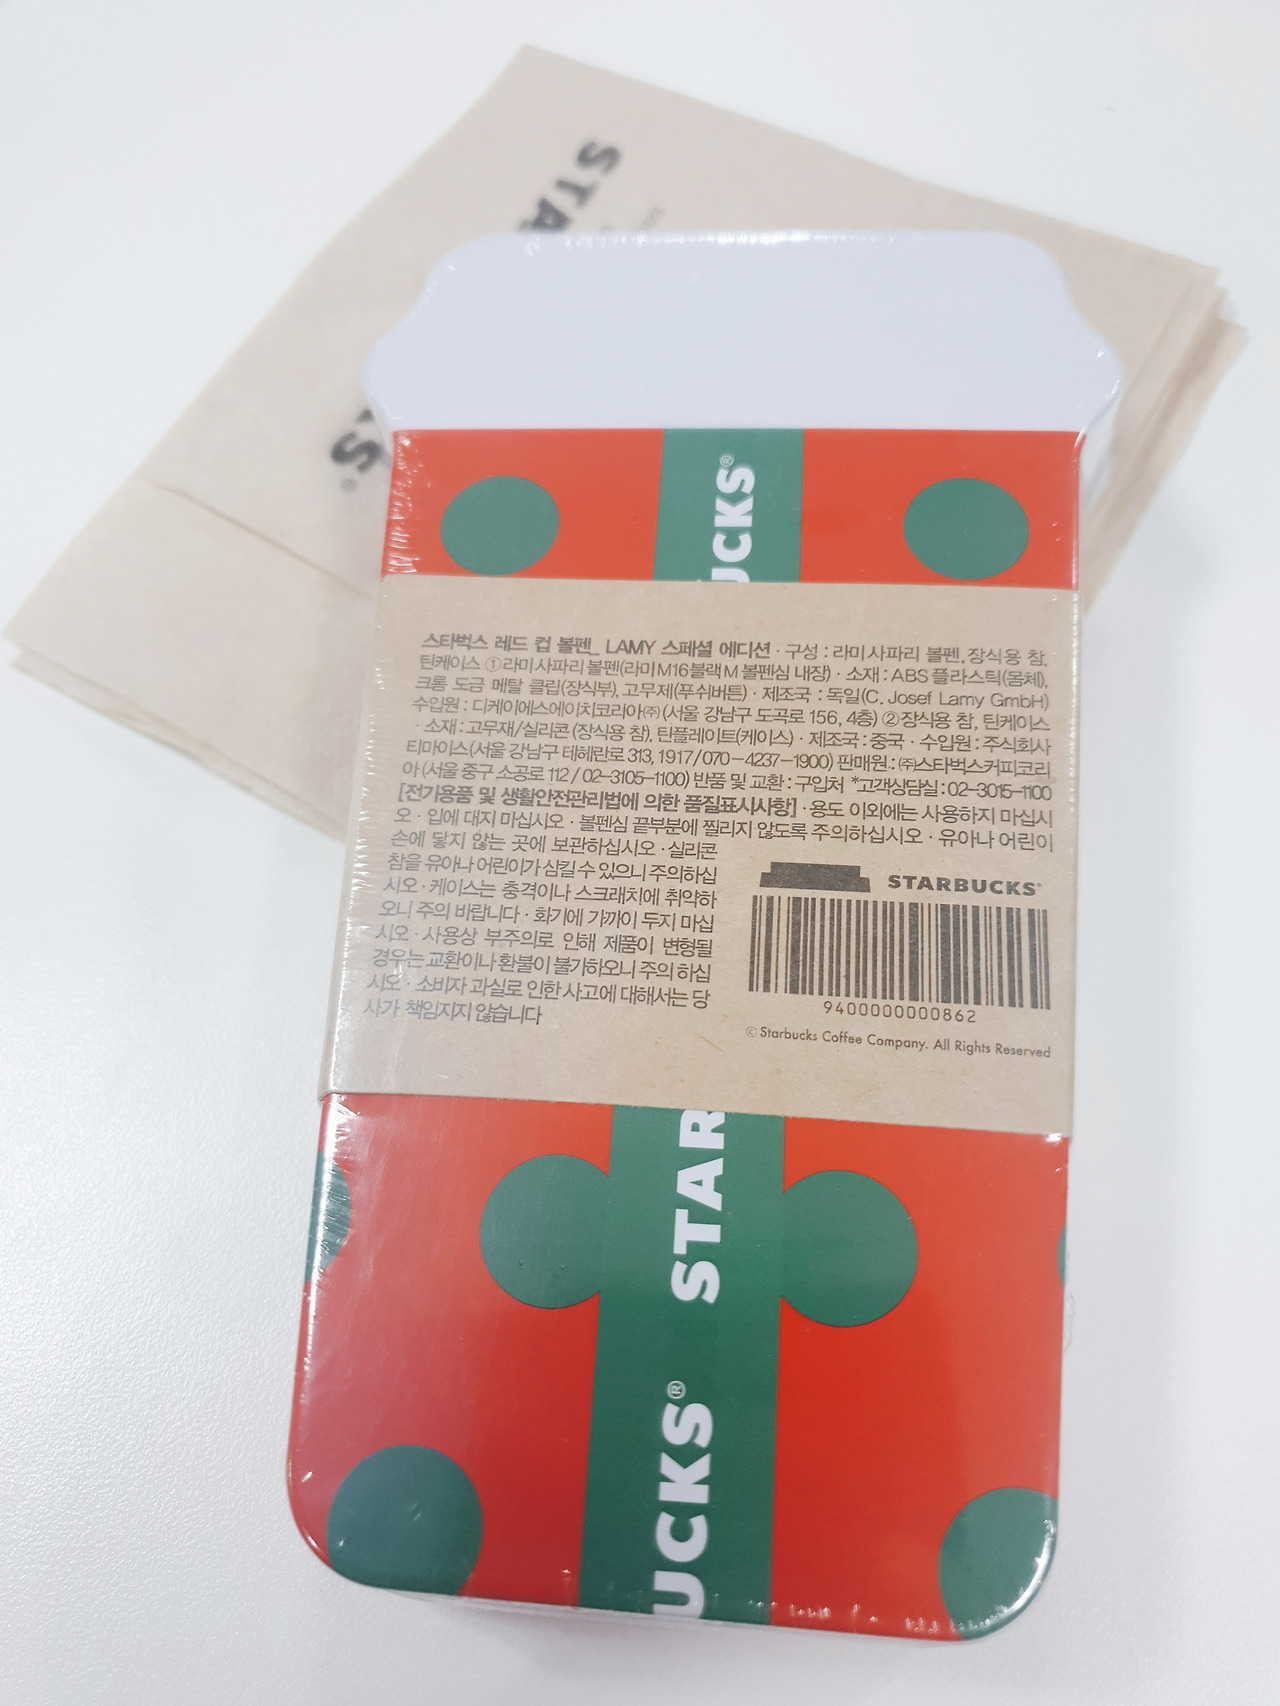 STA
KS
UCKS®
스타벅스 레드 컵 볼펜_ LAMY 스페셜 에디션 · 구성 : 라미 사파리 볼펜, 장식용 참,
틴케이스 ①라미 사파리 볼펜(라미 M16 블랙 M 볼펜심 내장) · 소재 : ABS 플라스틱(몸체),
크롬 도금 메탈 클립(장식부), 고무제(푸쉬버튼) · 제조국 : 독일(C. Josef Lamy GmbH)
수입원 : 디케이에스에이치코리아㈜ (서울 강남구 도곡로 156, 4층) ②장식용 참, 틴케이스
· 소재 : 고무재/실리콘 (장식용 참), 틴플레이트(케이스) · 제조국 : 중국 · 수입원 : 주식회사
티마이스(서울 강남구 테헤란로 313, 1917 / 070-4237-1900) 판매원 : ㈜스타벅스커피코리
아 (서울 중구 소공로 112 / 02-3105-1100) 반품 및 교환 : 구입처 *고객상담실 : 02-3015-1100
[전기용품 및 생활안전관리법에 의한 품질표시사항] · 용도 이외에는 사용하지 마십시
오 · 입에 대지 마십시오 · 볼펜심 끝부분에 찔리지 않도록 주의하십시오 · 유아나 어린이
손에 닿지 않는 곳에 보관하십시오 · 실리콘
참을 유아나 어린이가 삼킬 수 있으니 주의하십
시오 · 케이스는 충격이나 스크래치에 취약하
오니 주의 바랍니다 · 화기에 가까이 두지 마십
시오 · 사용상 부주의로 인해 제품이 변형될
경우는 교환이나 환불이 불가하오니 주의 하십
시오 · 소비자 과실로 인한 사고에 대해서는 당
사가 책임지지 않습니다
STARBUCKS®
9400000000862
© Starbucks Coffee Company. All Rights Reserved
STAR
UCKS®